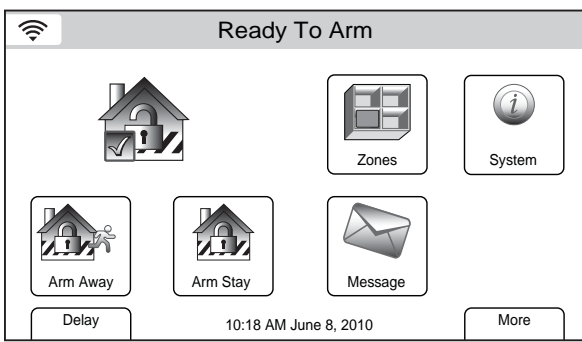 Ready To Arm
Zones
System
Arm Away
Arm Stay
Message
Delay
10:18 AM June 8, 2010
More